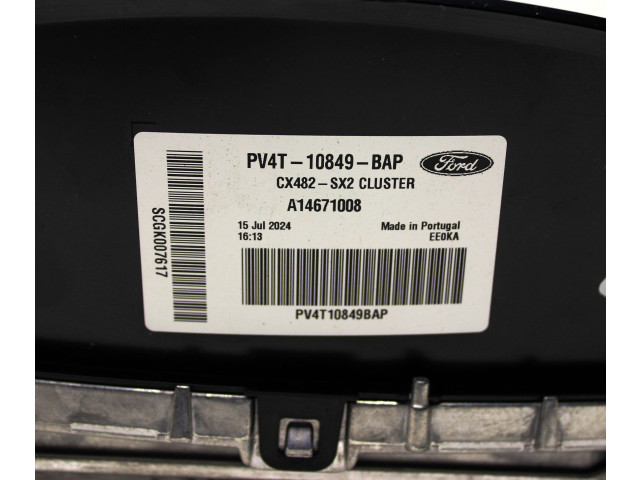 PV4T-10849-BAP
Ford
CX482-SX2 CLUSTER
A14671008
15 Jul 2024
16:13
Made in Portugal
EE0KA
PV4T10849BAP
SCGK007617